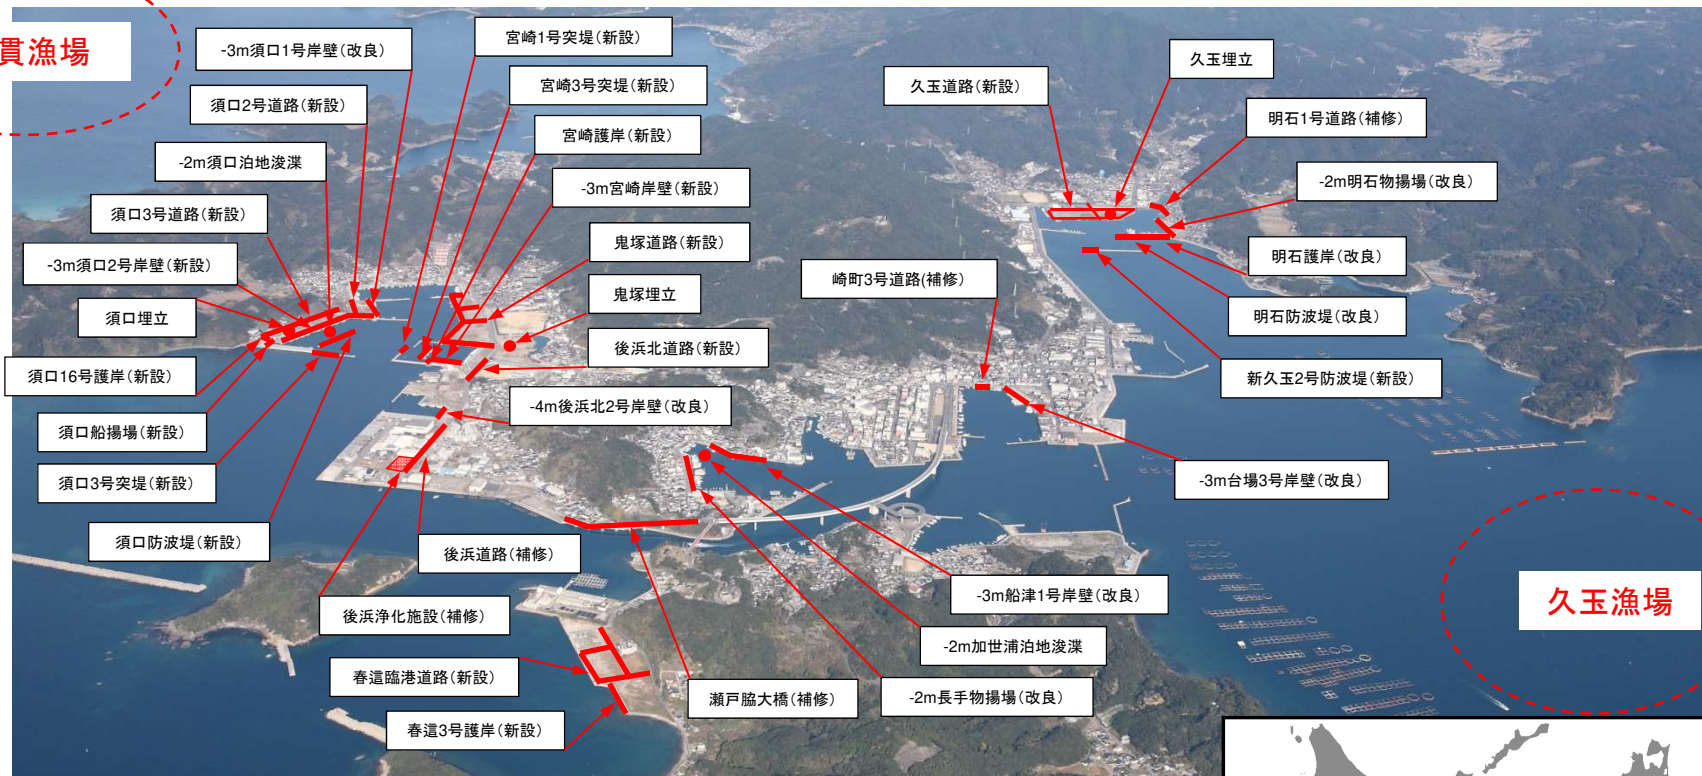 貫漁場
-3m須口1号岸壁(改良)
須口2号道路(新設)
-2m須口泊地浚渫
須口3号道路(新設)
-3m須口2号岸壁(新設)
須口埋立
須口16号護岸(新設)
須口船揚場(新設)
須口3号突堤(新設)
須口防波堤(新設)
宮崎1号突堤(新設)
宮崎3号突堤(新設)
宮崎護岸(新設)
-3m宮崎岸壁(新設)
鬼塚道路(新設)
鬼塚埋立
後浜北道路(新設)
-4m後浜北2号岸壁(改良)
後浜道路(補修)
後浜浄化施設(補修)
春這臨港道路(新設)
春這3号護岸(新設)
瀬戸脇大橋(補修)
-2m長手物揚場(改良)
-2m加世浦泊地浚渫
-3m船津1号岸壁(改良)
-3m台場3号岸壁(改良)
崎町3号道路(補修)
久玉道路(新設)
久玉埋立
明石1号道路(補修)
-2m明石物揚場(改良)
明石護岸(改良)
明石防波堤(改良)
新久玉2号防波堤(新設)
久玉漁場